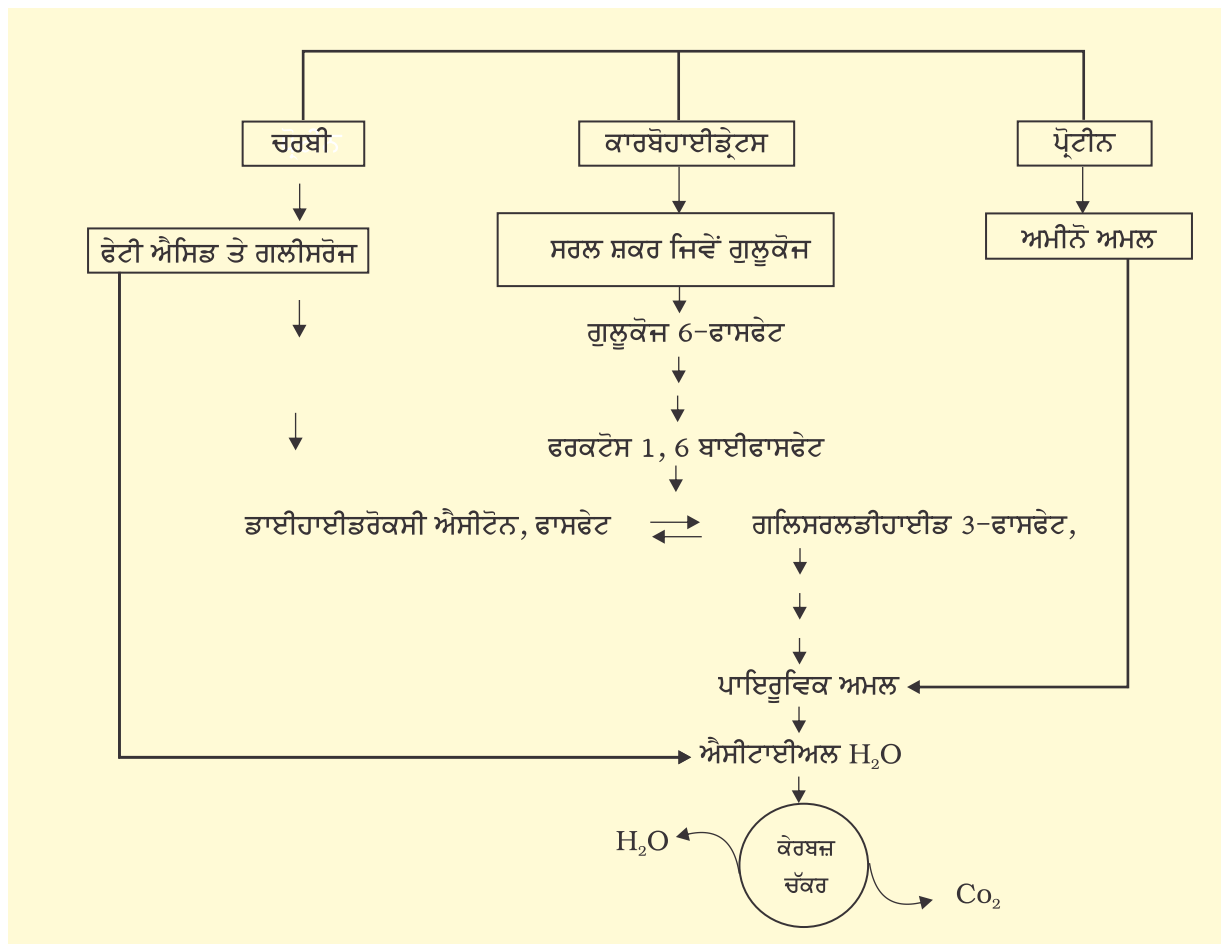 ਚਰਬੀ
ਕਾਰਬੋਹਾਈਡ੍ਰੇਟਸ
ਪ੍ਰੋਟੀਨ
ਫੇਟੀ ਐਸਿਡ ਤੇ ਗਲੀਸਰੋਜ
ਸਰਲ ਸ਼ਕਰ ਜਿਵੇਂ ਗੁਲੂਕੋਜ
ਅਮੀਨੋ ਅਮਲ
ਗੁਲੂਕੋਜ 6-ਫਾਸਫੇਟ
ਫਰਕਟੋਸ 1, 6 ਬਾਈਫਾਸਫੇਟ
ਡਾਈਹਾਈਡਰੋਕਸੀ ਐਸੀਟੋਨ, ਫਾਸਫੇਟ
ਗਲਿਸਰਲਡੀਹਾਈਡ 3-ਫਾਸਫੇਟ,
ਪਾਇਰੂਵਿਕ ਅਮਲ
ਐਸੀਟਾਈਅਲ H₂O
H₂O
ਕੇਰਬਜ਼
ਚੱਕਰ
Co₂